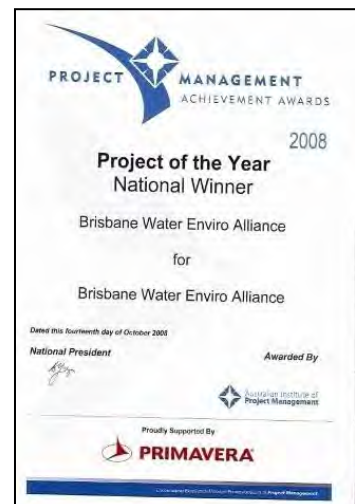 PROJECT MANAGEMENT
ACHIEVEMENT AWARDS
2008
Project of the Year
National Winner
Brisbane Water Enviro Alliance
for
Brisbane Water Enviro Alliance
Dated this fourteenth day of October 2008
National President
Awarded By
Australian Institute of
Project Management
Proudly Supported By
PRIMAVERA